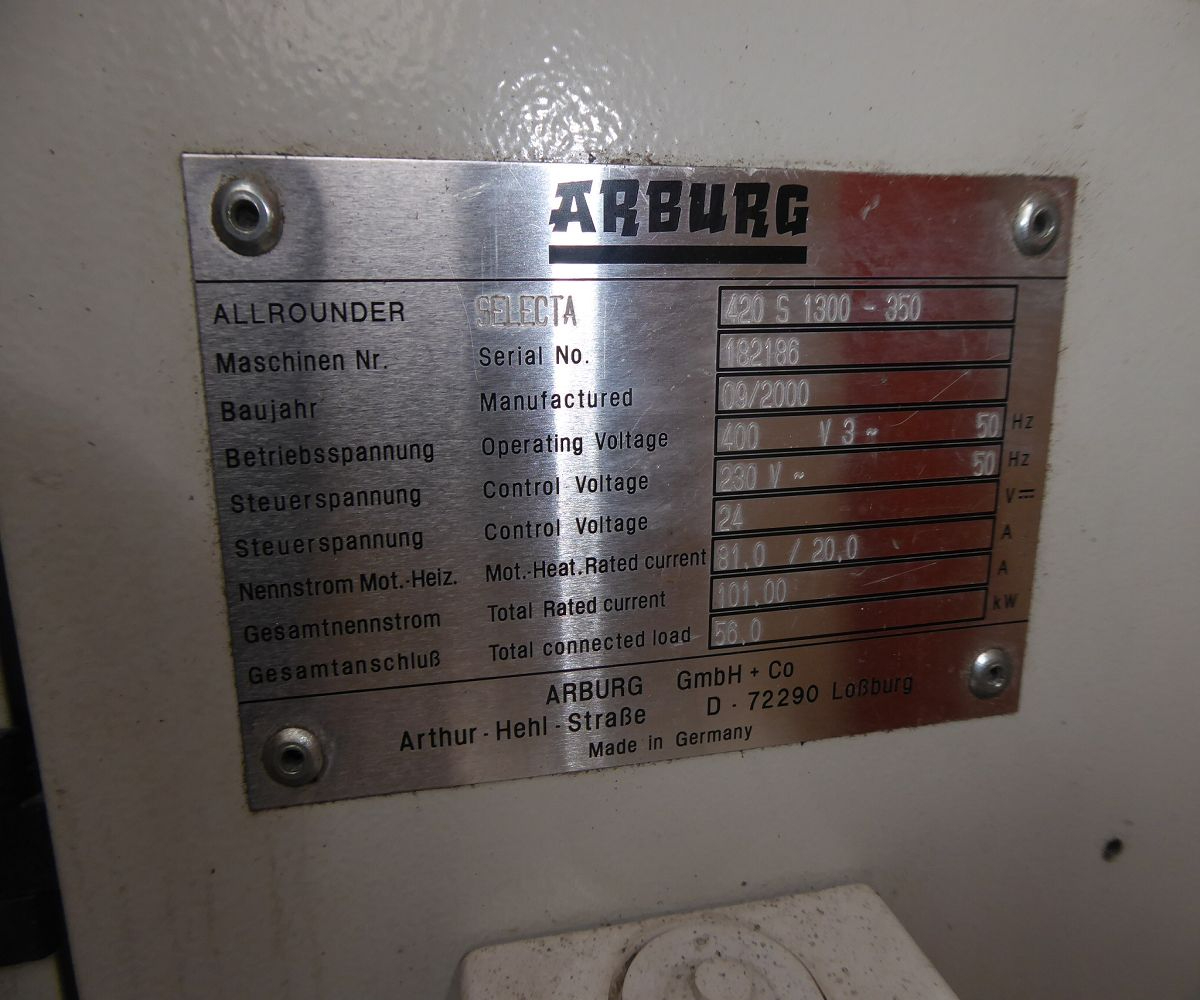 ARBURG
ALLROUNDER SELECTA 420 S 1300 - 350
Maschinen Nr. Serial No. 182186
Baujahr Manufactured 09/2000
Betriebsspannung Operating Voltage 400 V 3 ~ 50 Hz
Steuerspannung Control Voltage 230 V ~ 50 Hz
Steuerspannung Control Voltage 24 V⎓
Nennstrom Mot.-Heiz. Mot.-Heat.Rated current 81,0 / 20,0 A
Gesamtnennstrom Total Rated current 101,00 A
Gesamtanschluß Total connected load 56,0 kW
ARBURG GmbH + Co
Arthur - Hehl - Straße D - 72290 Loßburg
Made in Germany